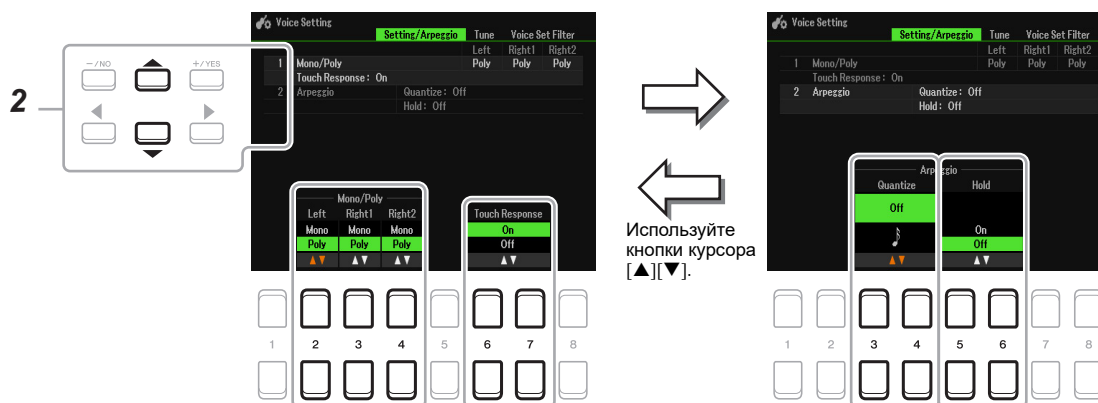 2
−/NO
+/YES
Voice Setting
Setting/Arpeggio Tune Voice Set Filter
Left Right1 Right2
1 Mono/Poly Poly Poly Poly
Touch Response: On
2 Arpeggio Quantize: Off
Hold: Off
Mono/Poly
Left Right1 Right2
Mono Mono Mono
Poly Poly Poly
Touch Response
On
Off
1 2 3 4 5 6 7 8
Используйте
кнопки курсора
[▲][▼].
Voice Setting
Setting/Arpeggio Tune Voice Set Filter
Left Right1 Right2
1 Mono/Poly Poly Poly Poly
Touch Response: On
2 Arpeggio Quantize: Off
Hold: Off
Arpeggio
Quantize Hold
Off
On
Off
1 2 3 4 5 6 7 8